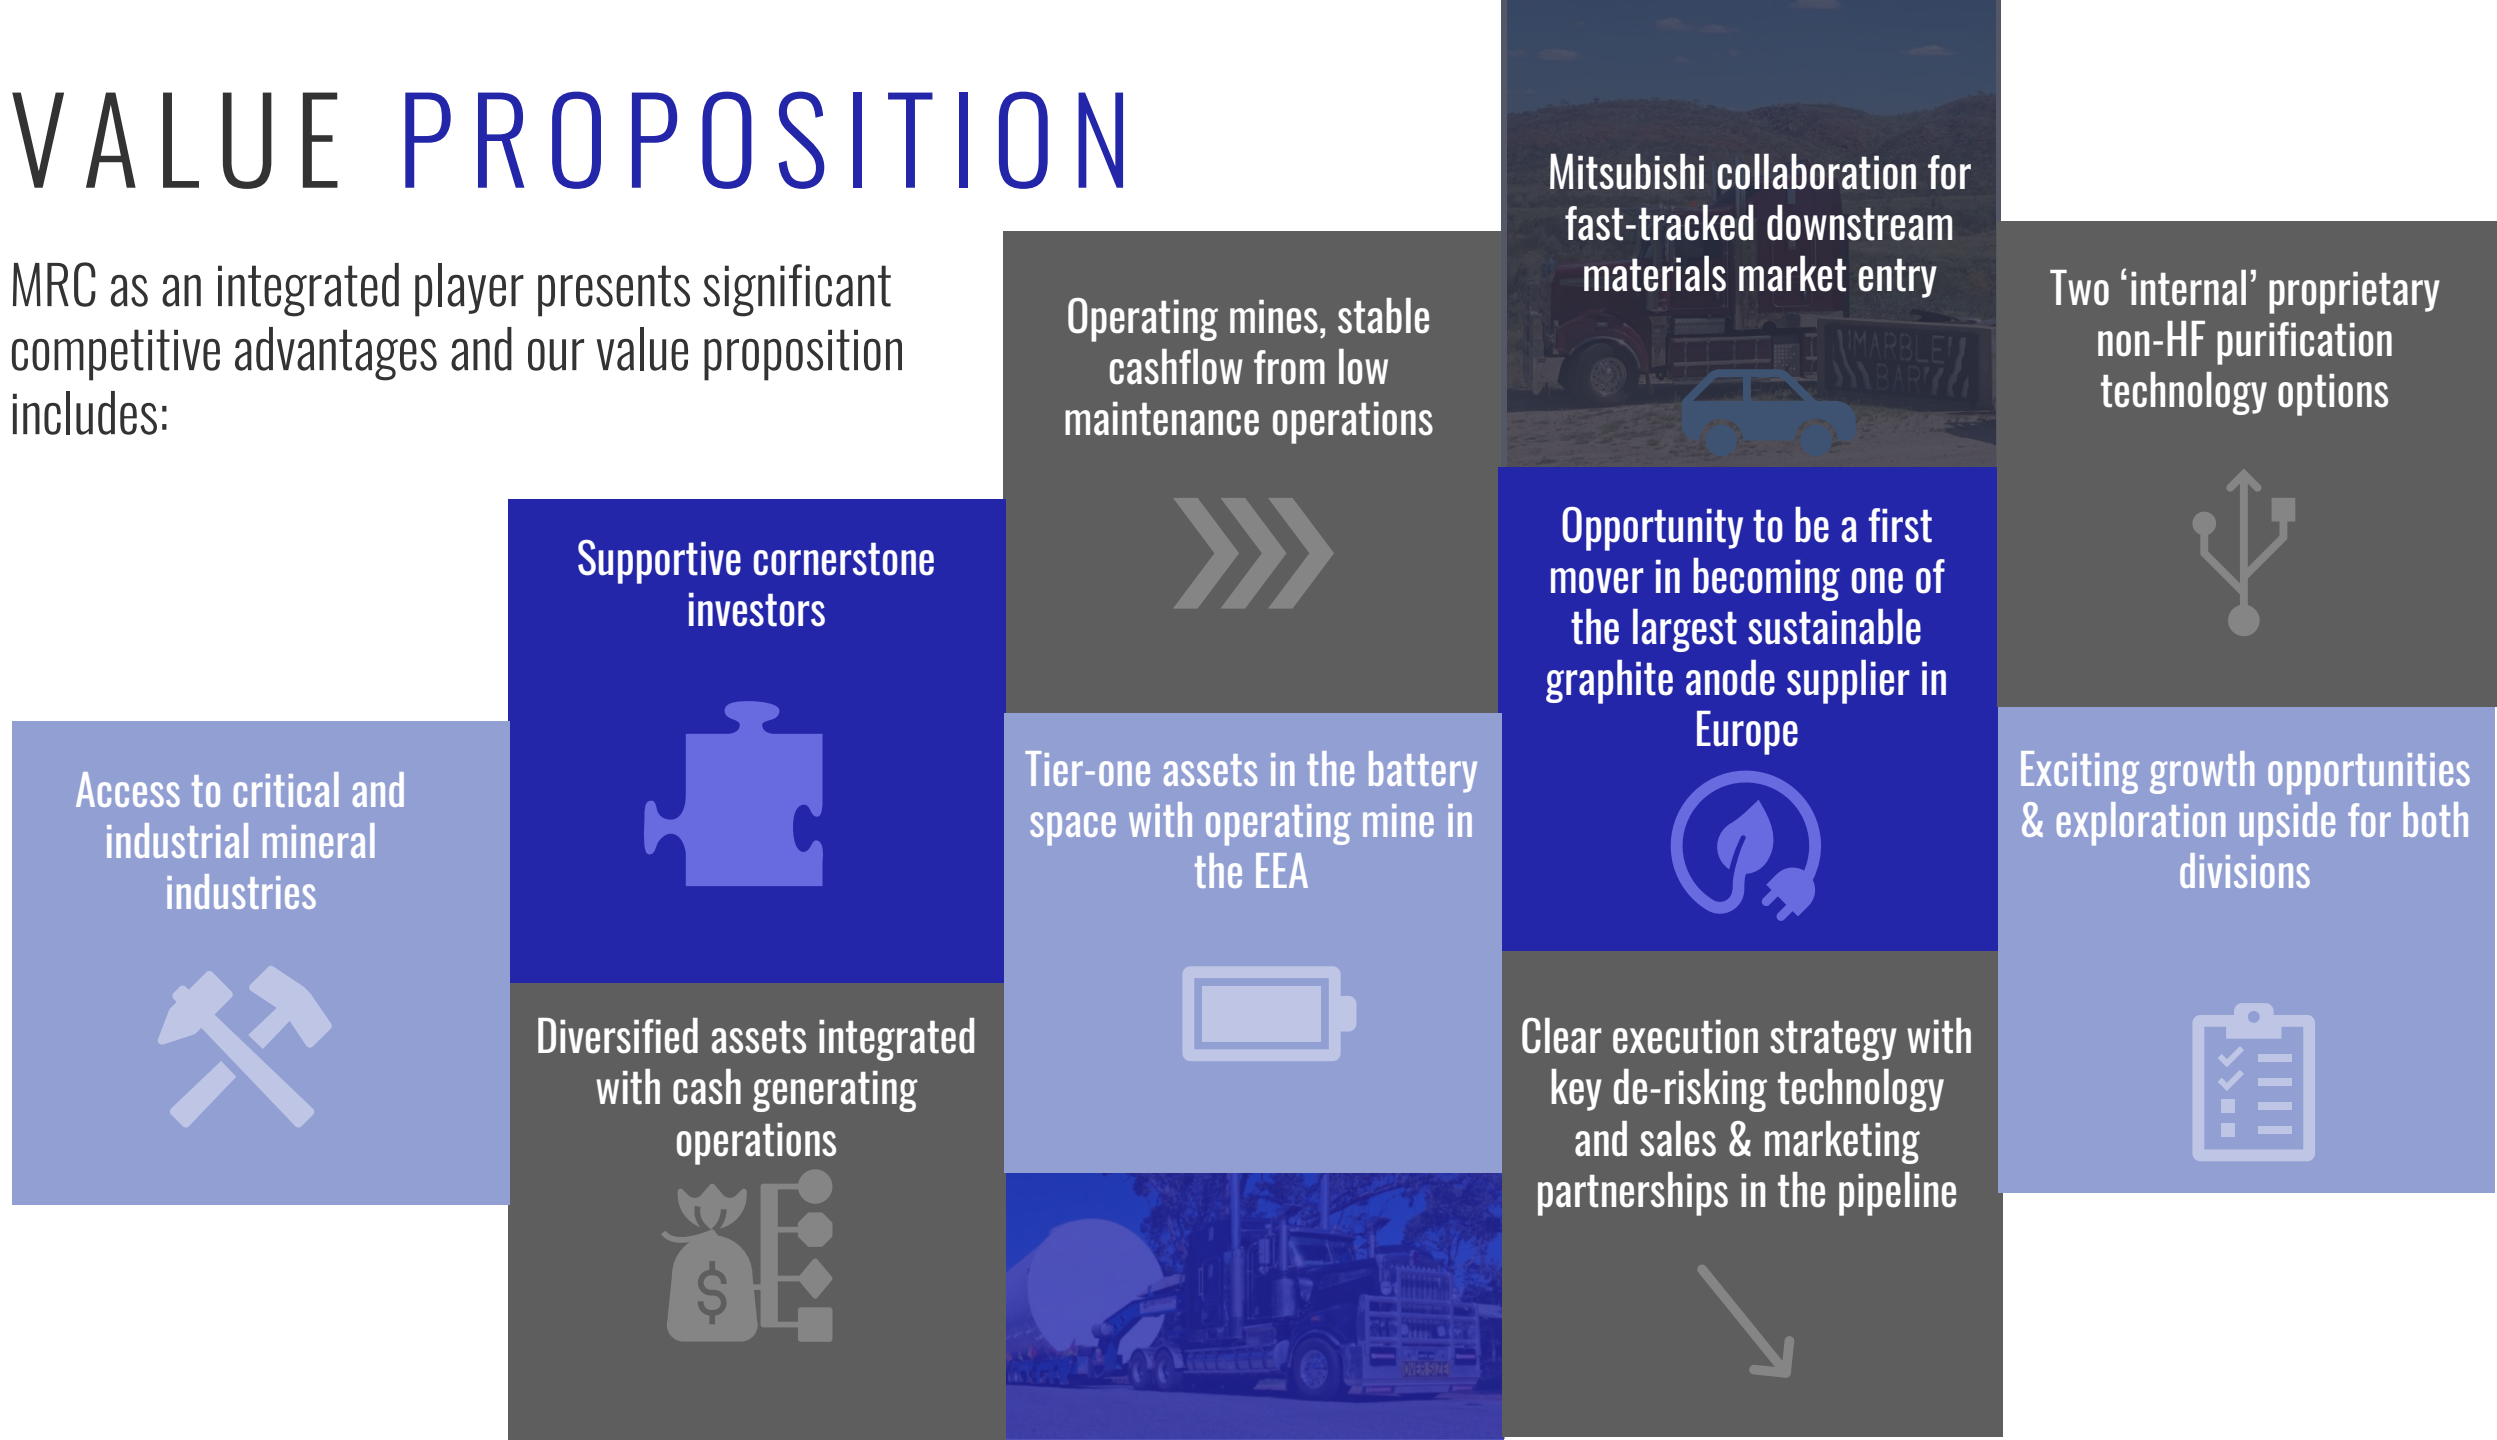 VALUE PROPOSITION
MRC as an integrated player presents significant
competitive advantages and our value proposition
includes:
Access to critical and
industrial mineral
industries
Supportive cornerstone
investors
Diversified assets integrated
with cash generating
operations
$
Operating mines, stable
cashflow from low
maintenance operations
Tier-one assets in the battery
space with operating mine in
the EEA
OVERSIZE
Mitsubishi collaboration for
fast-tracked downstream
materials market entry
MARBLE
BAR
Opportunity to be a first
mover in becoming one of
the largest sustainable
graphite anode supplier in
Europe
Clear execution strategy with
key de-risking technology
and sales & marketing
partnerships in the pipeline
Two ‘internal’ proprietary
non-HF purification
technology options
Exciting growth opportunities
& exploration upside for both
divisions